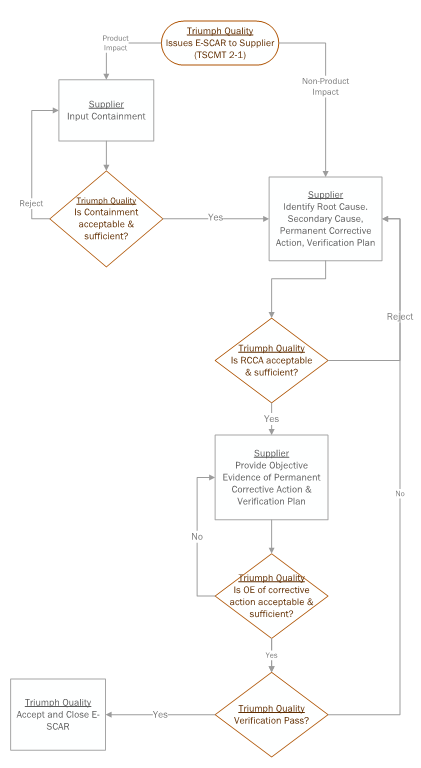 Triumph Quality
Issues E-SCAR to Supplier
(TSCMT 2-1)
Product
Impact
Non-Product
Impact
Supplier
Input Containment
Reject
Triumph Quality
Is Containment
acceptable &
sufficient?
Yes
Supplier
Identify Root Cause.
Secondary Cause,
Permanent Corrective
Action, Verification Plan
Reject
Triumph Quality
Is RCCA acceptable
& sufficient?
Yes
Supplier
Provide Objective
Evidence of Permanent
Corrective Action &
Verification Plan
No
No
Triumph Quality
Is OE of corrective
action acceptable &
sufficient?
Yes
Triumph Quality
Verification Pass?
Yes
Triumph Quality
Accept and Close E-
SCAR